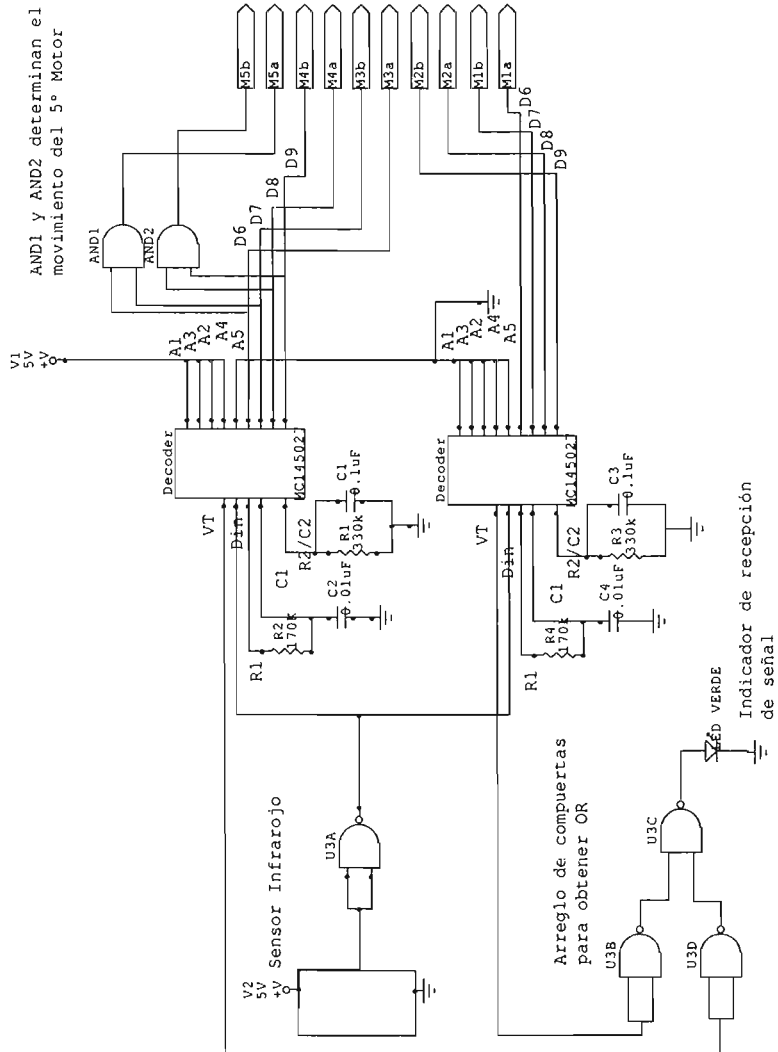 AND1 y AND2 determinan el
movimiento del 5° Motor
V1
5V
+V
AND1
AND2
M5b
M5a
M4b
M4a
M3b
M3a
M2b
M2a
M1b
M1a
D6
D7
D8
D9
D6
D7
D8
D9
Decoder
MC145027
A1
A3
A2
A4
A5
VT
Din
R1
C1
R2/C2
R2
170k
C2
0.01uF
R1
330k
C1
0.1uF
Decoder
MC145027
A1
A3
A2
A4
A5
VT
Din
R1
C1
R2/C2
R4
170k
C4
0.01uF
R3
330k
C3
0.1uF
V2
5V
+V
Sensor Infrarojo
U3A
Arreglo de compuertas
para obtener OR
U3B
U3D
U3C
LED VERDE
Indicador de recepción
de señal